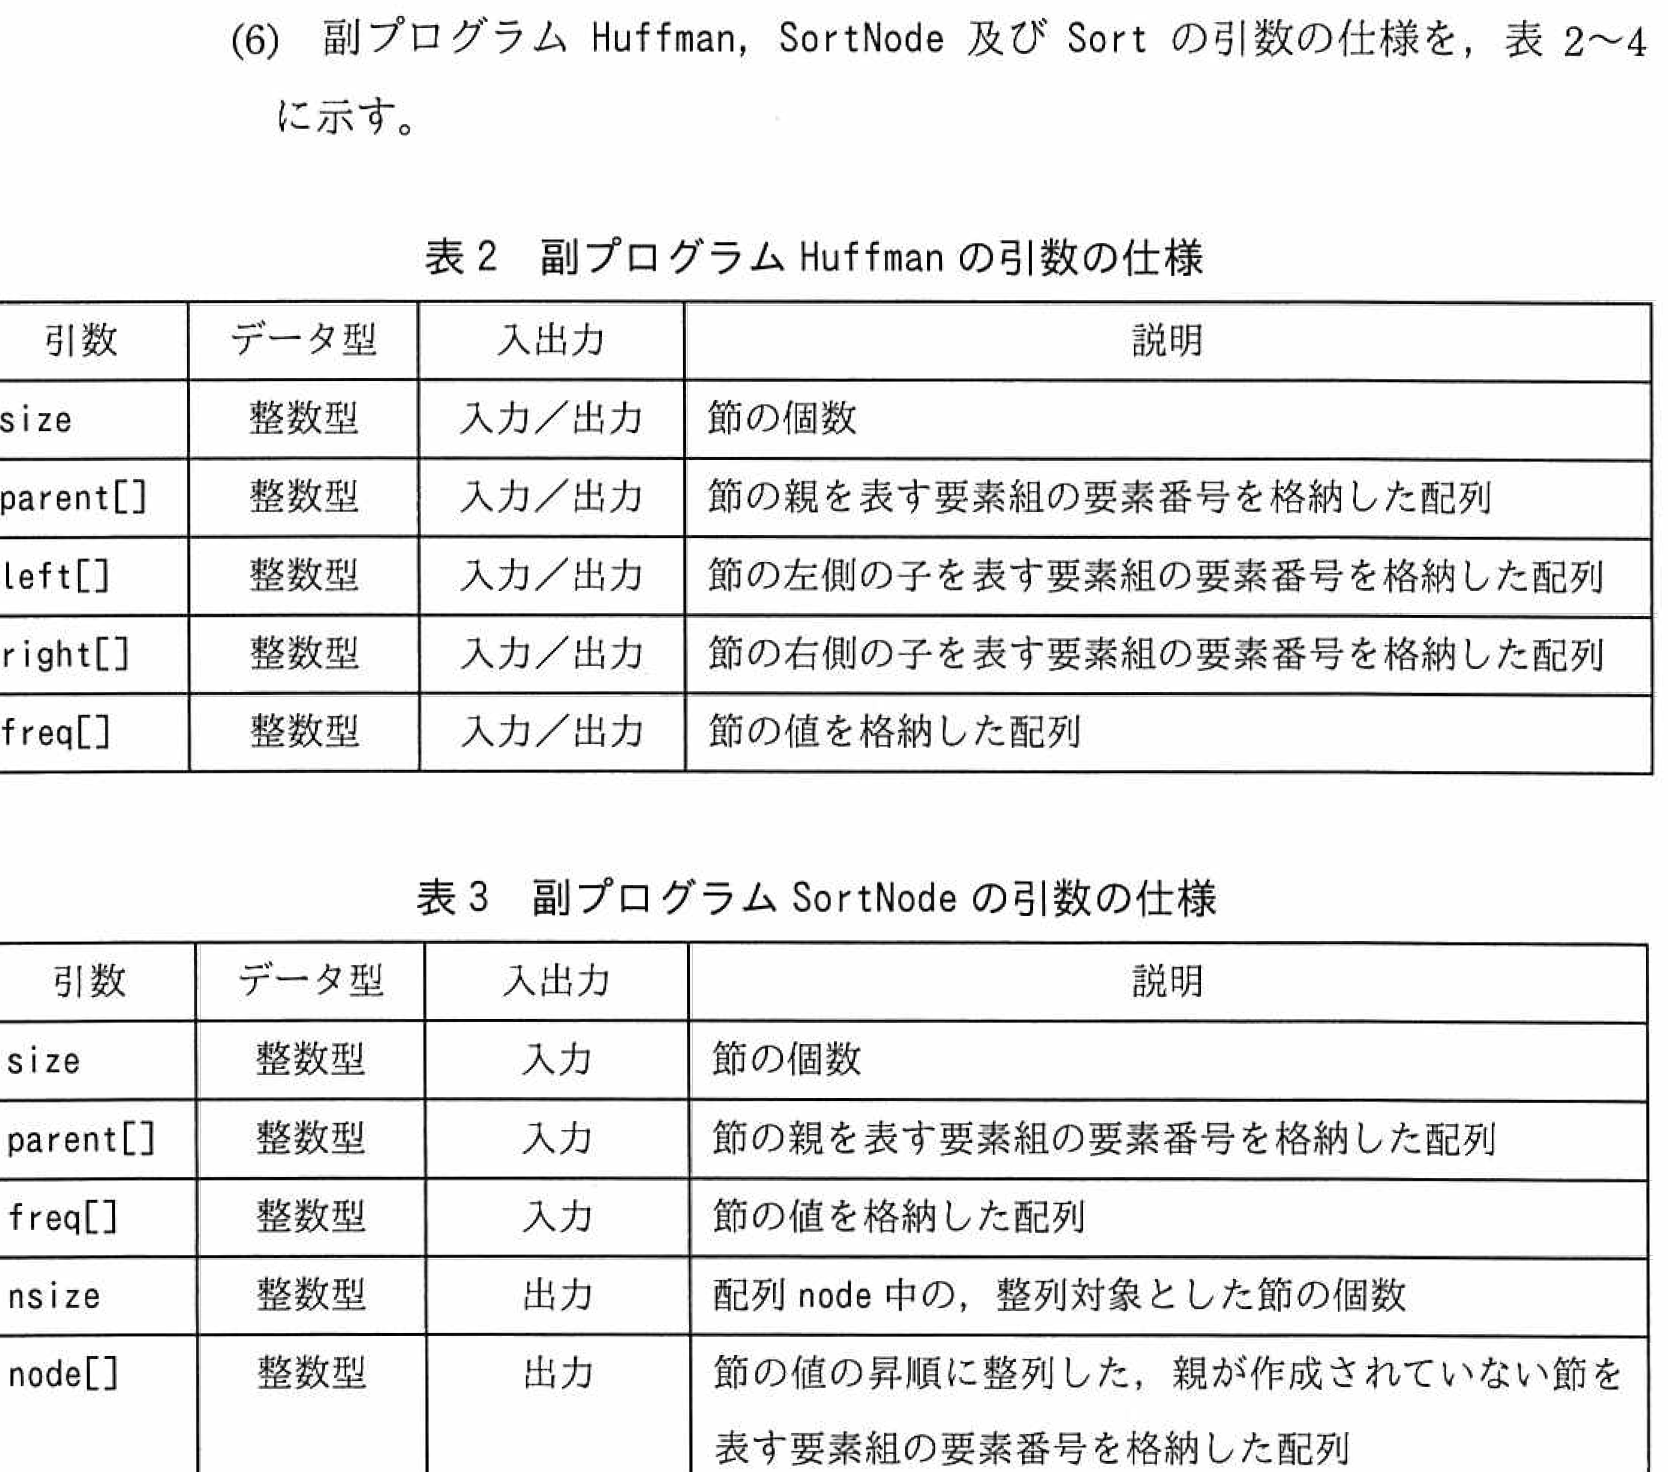 (6) 副プログラム Huffman, SortNode 及び Sort の引数の仕様を，表 2～4
に示す。
表2 副プログラム Huffman の引数の仕様
引数 データ型 入出力 説明
size 整数型 入力／出力 節の個数
parent[] 整数型 入力／出力 節の親を表す要素組の要素番号を格納した配列
left[] 整数型 入力／出力 節の左側の子を表す要素組の要素番号を格納した配列
right[] 整数型 入力／出力 節の右側の子を表す要素組の要素番号を格納した配列
freq[] 整数型 入力／出力 節の値を格納した配列
表3 副プログラム SortNode の引数の仕様
引数 データ型 入出力 説明
size 整数型 入力 節の個数
parent[] 整数型 入力 節の親を表す要素組の要素番号を格納した配列
freq[] 整数型 入力 節の値を格納した配列
nsize 整数型 出力 配列 node 中の，整列対象とした節の個数
node[] 整数型 出力 節の値の昇順に整列した，親が作成されていない節を
表す要素組の要素番号を格納した配列